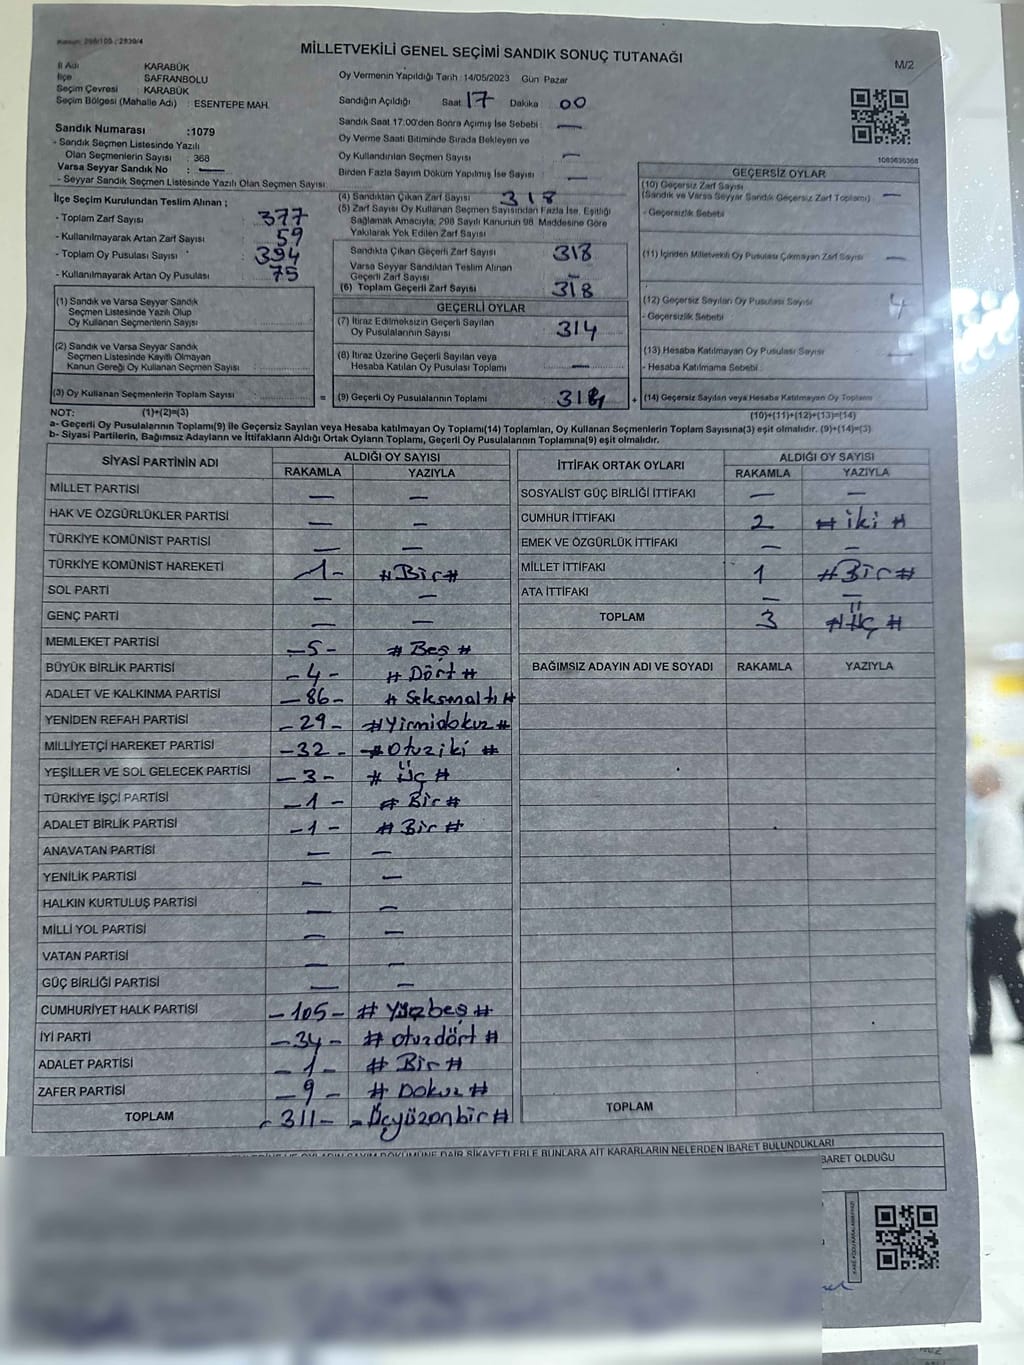 Kanun: 298/105 : 2839/4
MİLLETVEKİLİ GENEL SEÇİMİ SANDIK SONUÇ TUTANAĞI
M/2
İl Adı KARABÜK
İlçe SAFRANBOLU
Seçim Çevresi KARABÜK
Seçim Bölgesi (Mahalle Adı) : ESENTEPE MAH.
Sandık Numarası :1079
- Sandık Seçmen Listesinde Yazılı
Olan Seçmenlerin Sayısı : 368
Varsa Seyyar Sandık No : —
- Seyyar Sandık Seçmen Listesinde Yazılı Olan Seçmen Sayısı:
Oy Vermenin Yapıldığı Tarih :14/05/2023 Gün Pazar
Sandığın Açıldığı Saat 17 Dakika : 00
Sandık Saat 17:00'den Sonra Açımış İse Sebebi : —
Oy Verme Saati Bitiminde Sırada Bekleyen ve
Oy Kullandırılan Seçmen Sayısı : —
Birden Fazla Sayım Döküm Yapılmış İse Sayısı : —
İlçe Seçim Kurulundan Teslim Alınan ;
- Toplam Zarf Sayısı : 377
- Kullanılmayarak Artan Zarf Sayısı : 59
- Toplam Oy Pusulası Sayısı : 394
- Kullanılmayarak Artan Oy Pusulası : 75
(1) Sandık ve Varsa Seyyar Sandık
Seçmen Listesinde Yazılı Olup
Oy Kullanan Seçmenlerin Sayısı
(2) Sandık ve Varsa Seyyar Sandık
Seçmen Listesinde Kayıtlı Olmayan
Kanun Gereği Oy Kullanan Seçmen Sayısı
(3) Oy Kullanan Seçmenlerin Toplam Sayısı =
(4) Sandıktan Çıkan Zarf Sayısı 318
(5) Zarf Sayısı Oy Kullanan Seçmen Sayısından Fazla İse, Eşitliği
Sağlamak Amacıyla, 298 Sayılı Kanunun 98. Maddesine Göre
Yakılarak Yok Edilen Zarf Sayısı
Sandıkta Çıkan Geçerli Zarf Sayısı 318
Varsa Seyyar Sandıktan Teslim Alınan
Geçerli Zarf Sayısı : —
(6) Toplam Geçerli Zarf Sayısı 318
GEÇERLİ OYLAR
(7) İtiraz Edilmeksizin Geçerli Sayılan
Oy Pusulalarının Sayısı 314
(8) İtiraz Üzerine Geçerli Sayılan veya
Hesaba Katılan Oy Pusulası Toplamı —
(9) Geçerli Oy Pusulalarının Toplamı +
1083635368
GEÇERSİZ OYLAR
(10) Geçersiz Zarf Sayısı
(Sandık ve Varsa Seyyar Sandık Geçersiz Zarf Toplamı) —
- Geçersizlik Sebebi
(11) İçinden Milletvekili Oy Pusulası Çıkmayan Zarf Sayısı —
(12) Geçersiz Sayılan Oy Pusulası Sayısı 4
- Geçersizlik Sebebi
(13) Hesaba Katılmayan Oy Pusulası Sayısı —
- Hesaba Katılmama Sebebi
(14) Geçersiz Sayılan veya Hesaba Katılmayan Oy Toplamı
NOT: (1)+(2)=(3) (10)+(11)+(12)+(13)=(14)
a- Geçerli Oy Pusulasının Toplamı(9) ile Geçersiz Sayılan veya Hesaba katılmayan Oy Toplamı(14) Toplamları, Oy Kullanan Seçmenlerin Toplam Sayısına(3) eşit olmalıdır. (9)+(14)=(3)
b- Siyasi Partilerin, Bağımsız Adayların ve İttifakların Aldığı Ortak Oyların Toplamı, Geçerli Oy Pusulalarının Toplamına(9) eşit olmalıdır.
SİYASİ PARTİNİN ADI ALDIĞI OY SAYISI
RAKAMLA YAZIYLA
MİLLET PARTİSİ — —
HAK VE ÖZGÜRLÜKLER PARTİSİ — —
TÜRKİYE KOMÜNİST PARTİSİ — —
TÜRKİYE KOMÜNİST HAREKETİ -1- #Bir#
SOL PARTİ — —
GENÇ PARTİ — —
MEMLEKET PARTİSİ -5- # Beş #
BÜYÜK BİRLİK PARTİSİ -4- # Dört #
ADALET VE KALKINMA PARTİSİ -86- # Seksenaltı #
YENİDEN REFAH PARTİSİ -29- #Yirmidokuz#
MİLLİYETÇİ HAREKET PARTİSİ -32- #Otuziki #
YEŞİLLER VE SOL GELECEK PARTİSİ -3- # Üç #
TÜRKİYE İŞÇİ PARTİSİ -1- # Bir #
ADALET BİRLİK PARTİSİ -1- # Bir #
ANAVATAN PARTİSİ — —
YENİLİK PARTİSİ — —
HALKIN KURTULUŞ PARTİSİ — —
MİLLİ YOL PARTİSİ — —
VATAN PARTİSİ — —
GÜÇ BİRLİĞİ PARTİSİ — —
CUMHURİYET HALK PARTİSİ -105- # Yüzbeş #
İYİ PARTİ -34- # otuzdört #
ADALET PARTİSİ -1- # Bir #
ZAFER PARTİSİ -9- # Dokuz #
TOPLAM -311- - Üçyüzonbir #
İTTİFAK ORTAK OYLARI ALDIĞI OY SAYISI
RAKAMLA YAZIYLA
SOSYALİST GÜÇ BİRLİĞİ İTTİFAKI — —
CUMHUR İTTİFAKI 2 # iki #
EMEK VE ÖZGÜRLÜK İTTİFAKI — —
MİLLET İTTİFAKI 1 #Bir#
ATA İTTİFAKI — —
TOPLAM 3 # Üç #
BAĞIMSIZ ADAYIN ADI VE SOYADI RAKAMLA YAZIYLA
TOPLAM
OYLARIN SAYIM DÖKÜMÜNE DAİR ŞİKAYETLERLE BUNLARA AİT KARARLARIN NELERDEN İBARET BULUNDUKLARI
BARET OLDUĞU